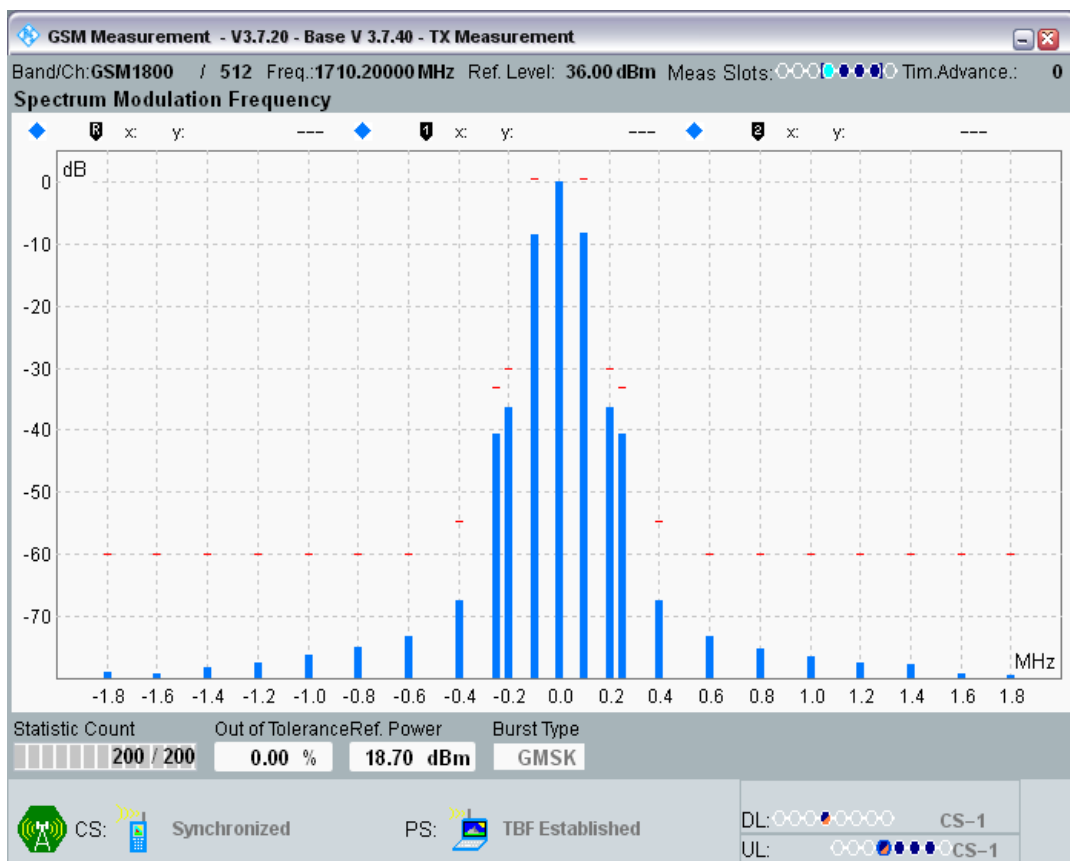 GSM Measurement - V3.7.20 - Base V 3.7.40 - TX Measurement
Band/Ch:GSM1800 / 512 Freq.:1710.20000 MHz Ref. Level: 36.00 dBm Meas Slots: Tim.Advance.: 0
Spectrum Modulation Frequency
R x: y: --- 1 x: y: --- 2 x: y: ---
dB
0
-10
-20
-30
-40
-50
-60
-70
MHz
-1.8 -1.6 -1.4 -1.2 -1.0 -0.8 -0.6 -0.4 -0.2 0.0 0.2 0.4 0.6 0.8 1.0 1.2 1.4 1.6 1.8
Statistic Count Out of Tolerance Ref. Power Burst Type
200 / 200 0.00 % 18.70 dBm GMSK
CS: Synchronized PS: TBF Established
DL: CS-1
UL: CS-1